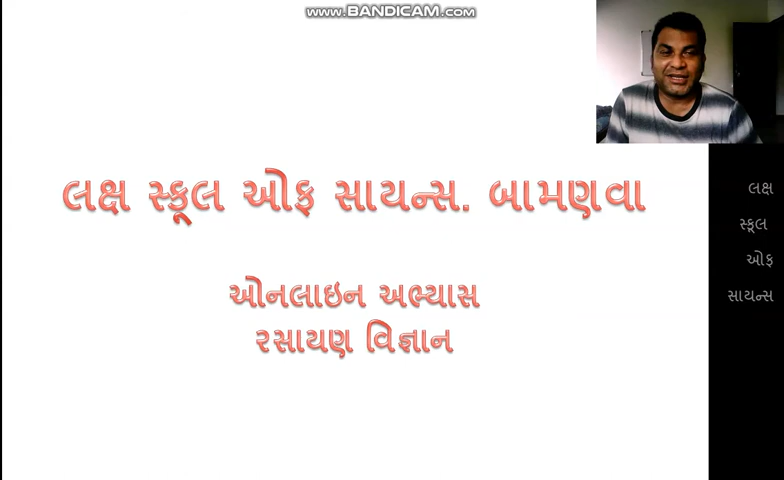 www.BANDICAM.com
લક્ષ સ્કૂલ ઓફ સાયન્સ. બામણવા
ઓનલાઇન અભ્યાસ
રસાયણ વિજ્ઞાન
લક્ષ
સ્કૂલ
ઓફ
સાયન્સ